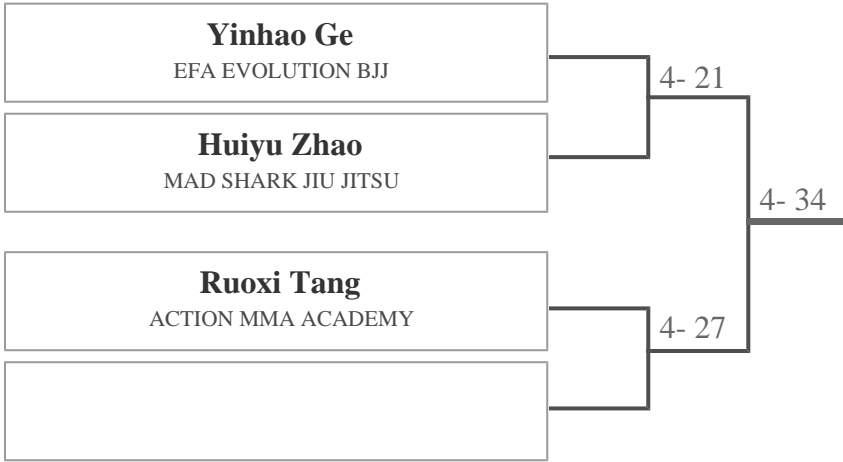 Yinhao Ge
EFA EVOLUTION BJJ
4- 21
Huiyu Zhao
MAD SHARK JIU JITSU
4- 34
Ruoxi Tang
ACTION MMA ACADEMY
4- 27